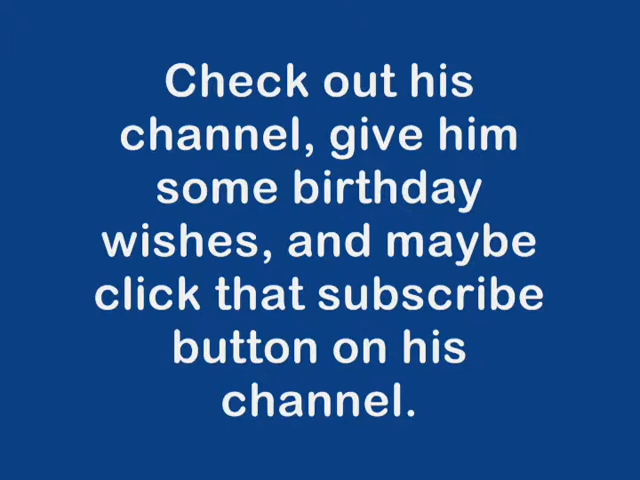 Check out his
channel, give him
some birthday
wishes, and maybe
click that subscribe
button on his
channel.